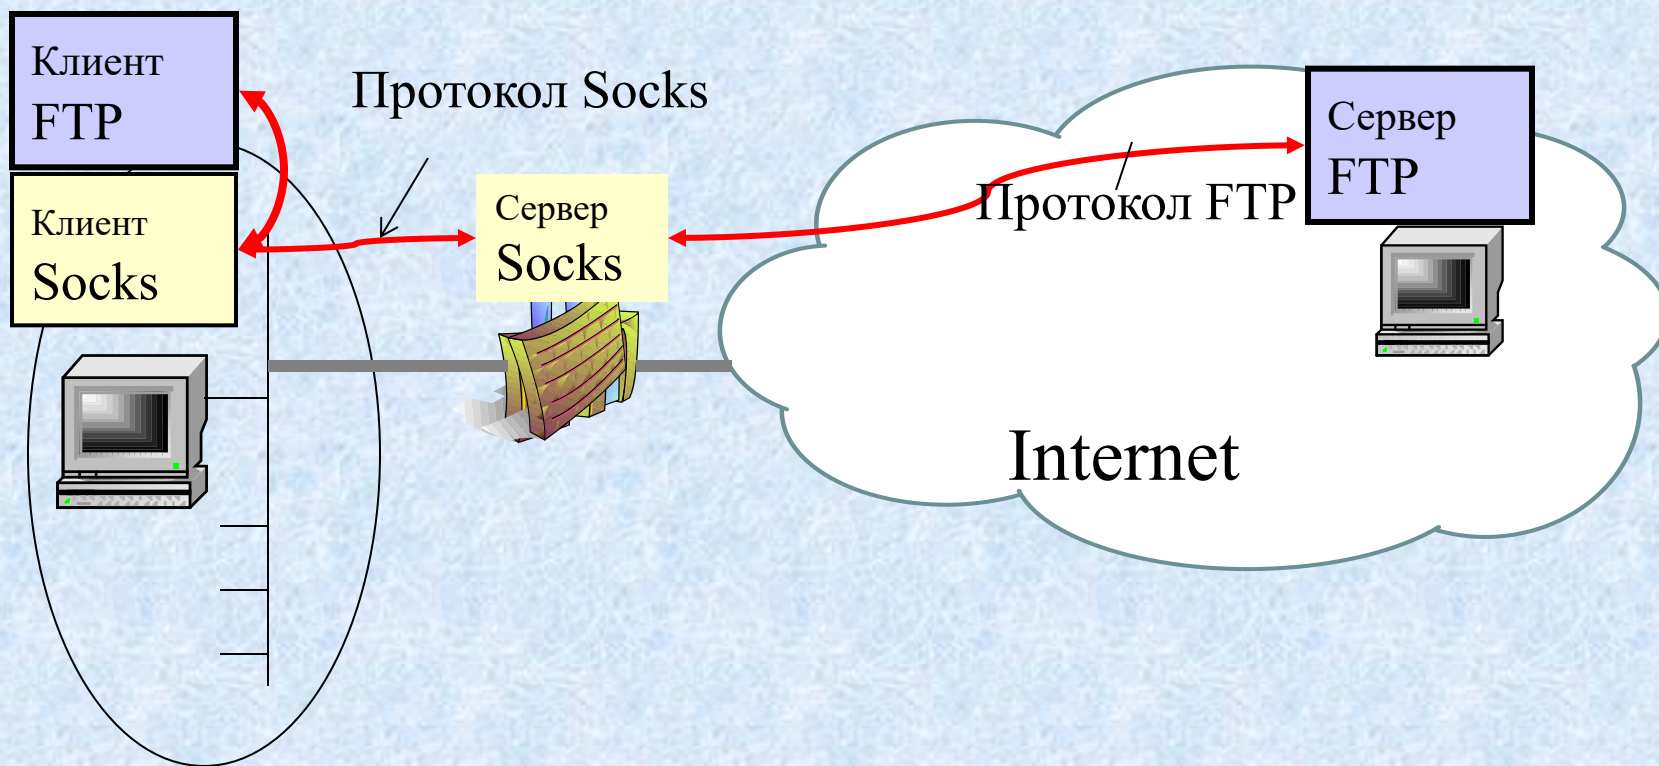 Клиент
FTP
Клиент
Socks
Протокол Socks
Сервер
Socks
Протокол FTP
Сервер
FTP
Internet